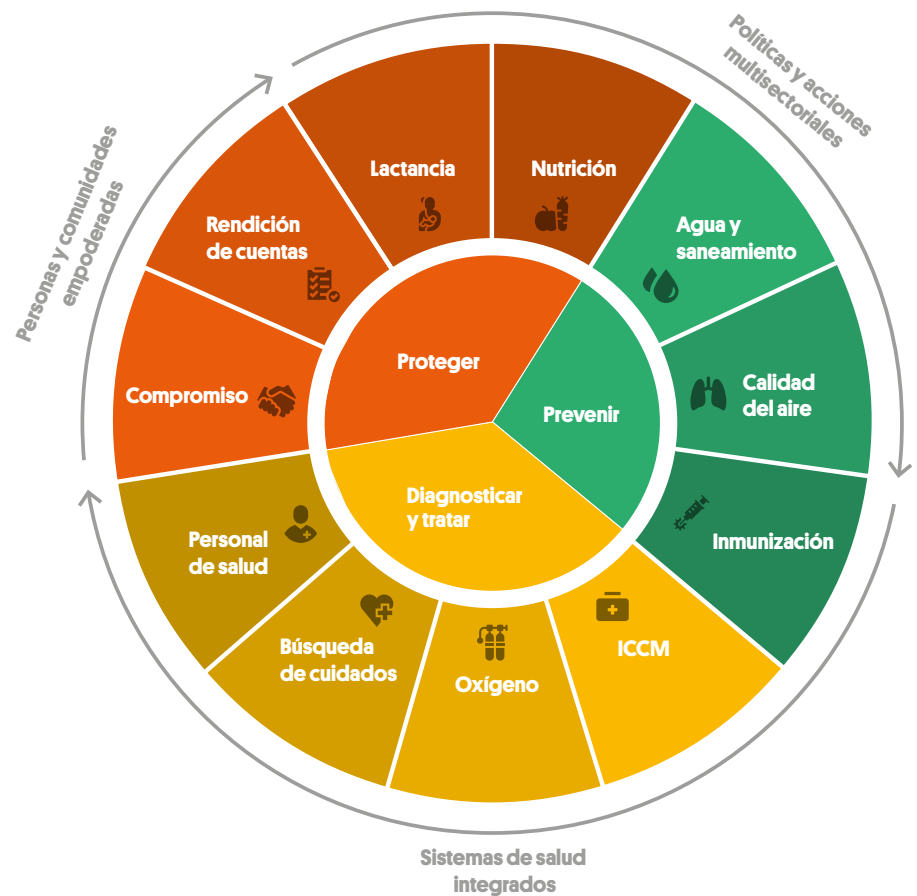 Políticas y acciones
multisectoriales
Personas y comunidades
empoderadas
Lactancia
Nutrición
Rendición
de cuentas
Agua y
saneamiento
Compromiso
Calidad
del aire
Proteger
Prevenir
Diagnosticar
y tratar
Personal
de salud
Inmunización
Búsqueda
de cuidados
Oxígeno
ICCM
Sistemas de salud
integrados